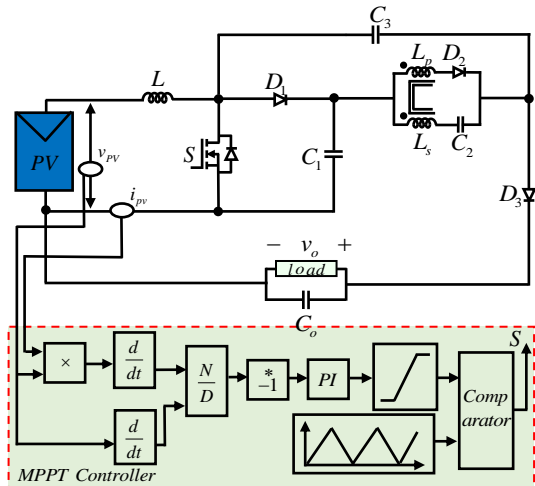 C3
L
D1
Lp
D2
PV
vPV
S
C1
Ls
C2
ipv
D3
− vo +
load
Co
S
×
d
dt
N
D
*
-1
PI
Comp
arator
d
dt
MPPT Controller